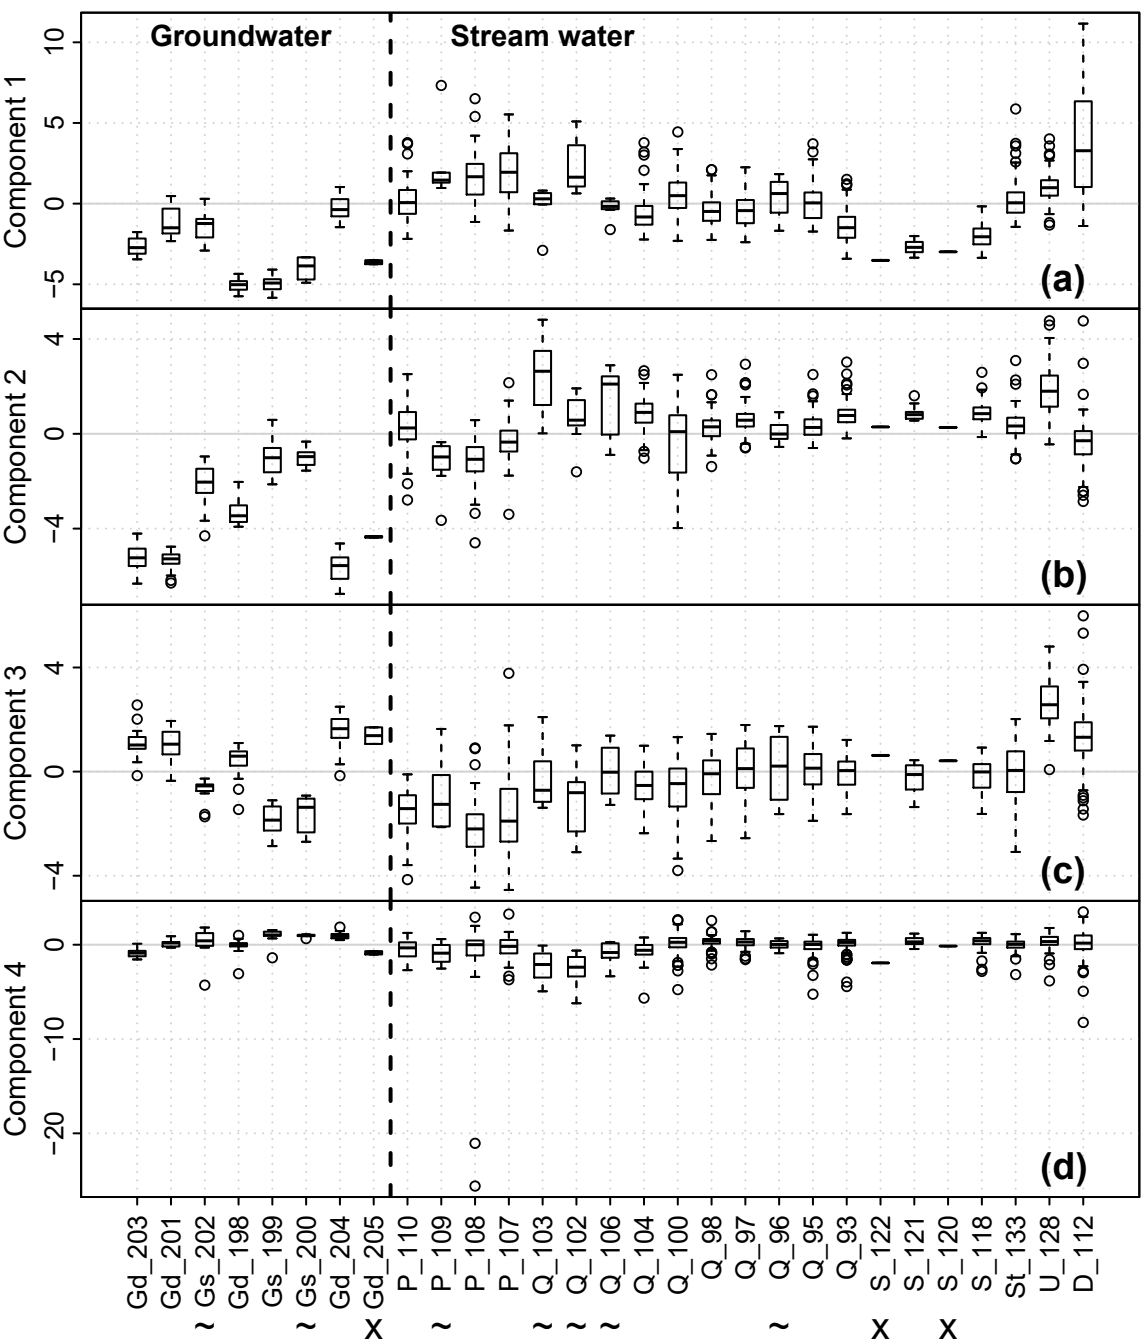 Groundwater
Stream water
Component 1
10
5
0
−5
(a)
Component 2
4
0
−4
(b)
Component 3
4
0
−4
(c)
Component 4
0
−10
−20
(d)
Gd_203
Gd_201
Gs_202
Gd_198
Gs_199
Gs_200
Gd_204
Gd_205
P_110
P_109
P_108
P_107
Q_103
Q_102
Q_106
Q_104
Q_100
Q_98
Q_97
Q_96
Q_95
Q_93
S_122
S_121
S_120
S_118
St_133
U_128
D_112
~ ~ x ~ ~ ~ ~ ~ x x